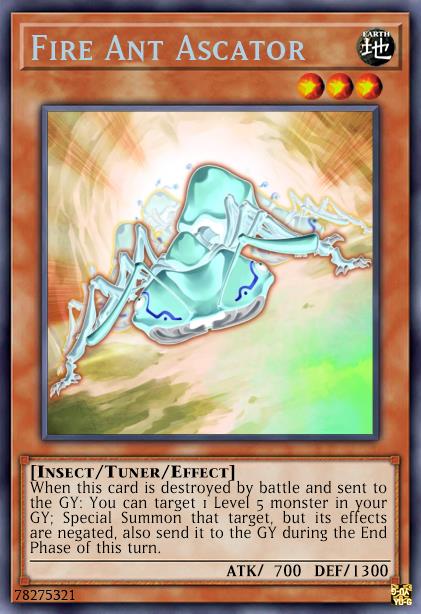 FIRE ANT ASCATOR
EARTH
地
[INSECT/TUNER/EFFECT]
When this card is destroyed by battle and sent to
the GY: You can target 1 Level 5 monster in your
GY; Special Summon that target, but its effects
are negated, also send it to the GY during the End
Phase of this turn.
ATK/ 700 DEF/1300
78275321